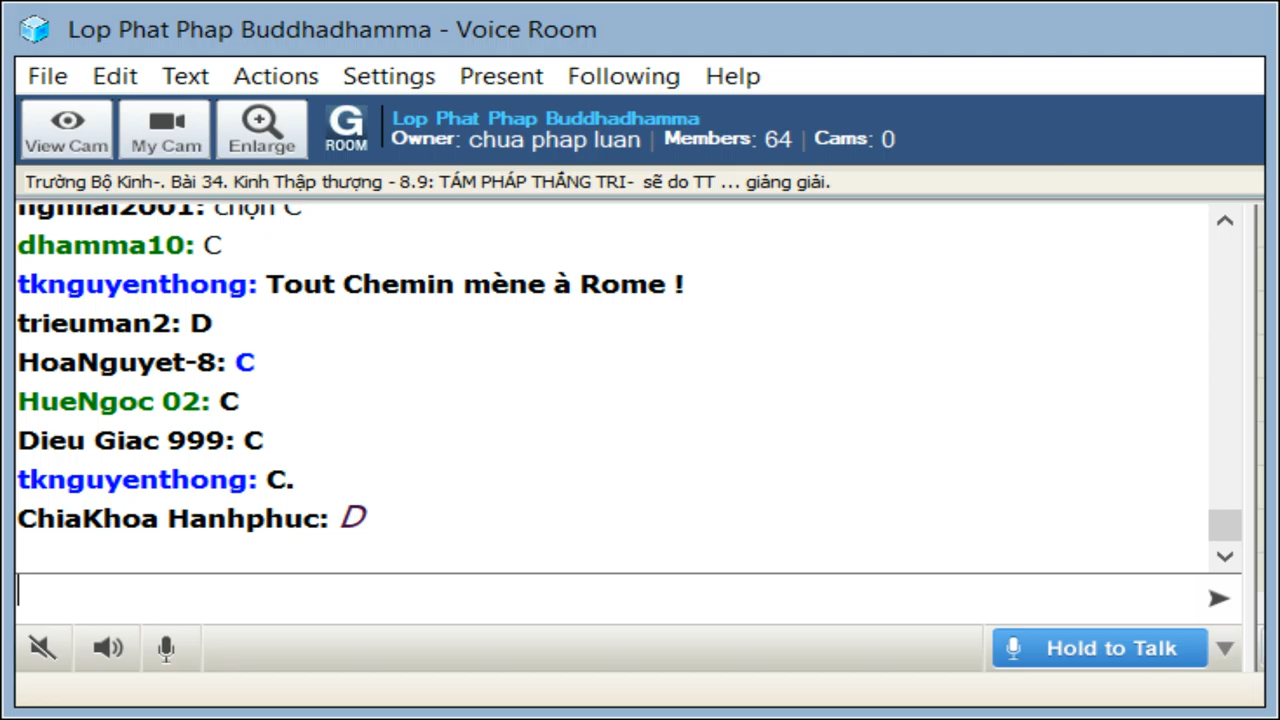 Lop Phat Phap Buddhadhamma - Voice Room
File Edit Text Actions Settings Present Following Help
View Cam My Cam Enlarge G ROOM
Lop Phat Phap Buddhadhamma
Owner: chua phap luan | Members: 64 | Cams: 0
Trường Bộ Kinh-. Bài 34. Kinh Thập thượng - 8.9: TÁM PHÁP THẮNG TRI- sẽ do TT ... giảng giải.
chọn C
dhamma10: C
tknguyenthong: Tout Chemin mène à Rome !
trieuman2: D
HoaNguyet-8: C
HueNgoc 02: C
Dieu Giac 999: C
tknguyenthong: C.
ChiaKhoa Hanhphuc: D
Hold to Talk